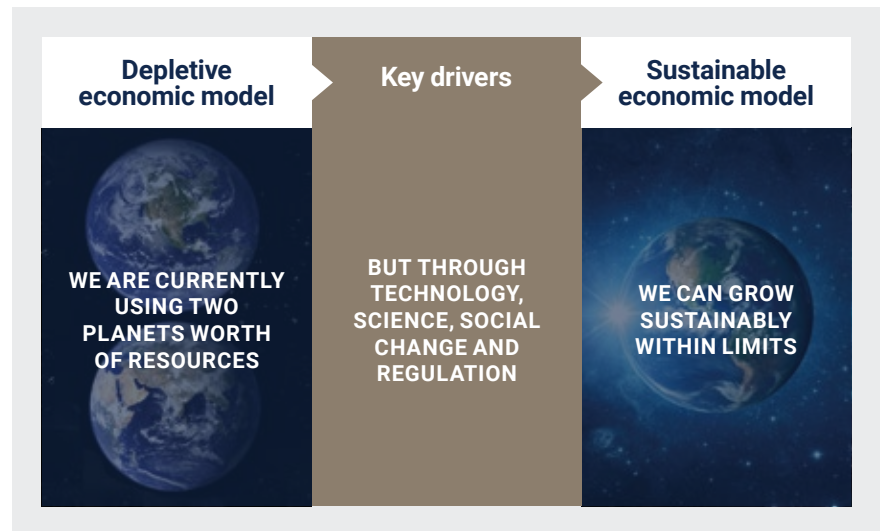 Depletive
economic model
WE ARE CURRENTLY
USING TWO
PLANETS WORTH
OF RESOURCES
Key drivers
BUT THROUGH
TECHNOLOGY,
SCIENCE, SOCIAL
CHANGE AND
REGULATION
Sustainable
economic model
WE CAN GROW
SUSTAINABLY
WITHIN LIMITS